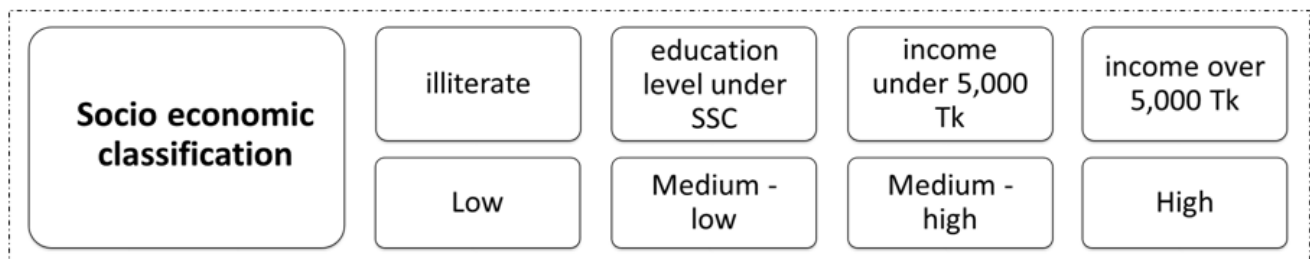 Socio economic
classification
illiterate
education
level under
SSC
income
under 5,000
Tk
income over
5,000 Tk
Low
Medium -
low
Medium -
high
High